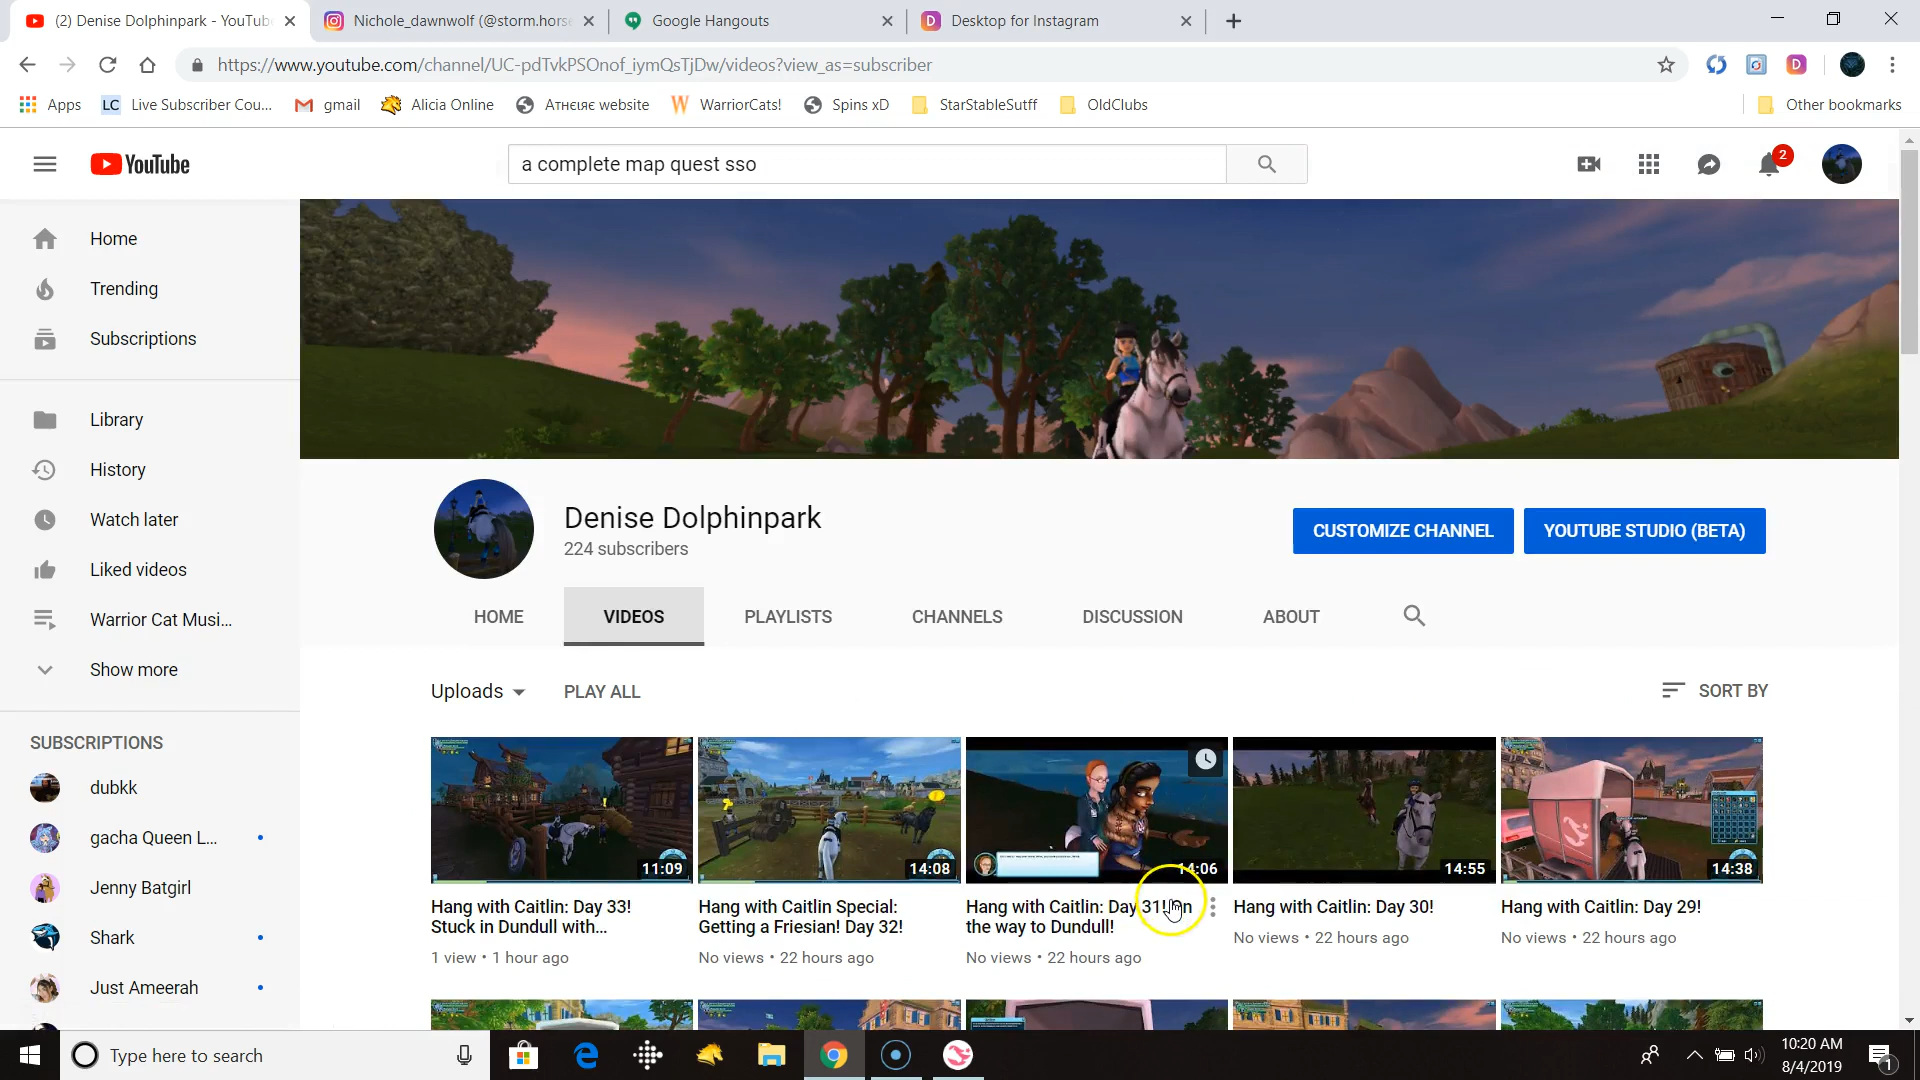 (2) Denise Dolphinpark - YouTube
Nichole_dawnwolf (@storm.horse
Google Hangouts
Desktop for Instagram
https://www.youtube.com/channel/UC-pdTvkPSOnof_iymQsTjDw/videos?view_as=subscriber
Apps
LC Live Subscriber Cou...
gmail
Alicia Online
Aтнєιяє website
WarriorCats!
Spins xD
StarStableSutff
OldClubs
Other bookmarks
YouTube
a complete map quest sso
2
Home
Trending
Subscriptions
Library
History
Watch later
Liked videos
Warrior Cat Musi...
Show more
SUBSCRIPTIONS
dubkk
gacha Queen L...
Jenny Batgirl
Shark
Just Ameerah
Denise Dolphinpark
224 subscribers
CUSTOMIZE CHANNEL
YOUTUBE STUDIO (BETA)
HOME
VIDEOS
PLAYLISTS
CHANNELS
DISCUSSION
ABOUT
Uploads
PLAY ALL
SORT BY
11:09
14:08
14:06
14:55
14:38
Hang with Caitlin: Day 33!
Stuck in Dundull with...
1 view • 1 hour ago
Hang with Caitlin Special:
Getting a Friesian! Day 32!
No views • 22 hours ago
Hang with Caitlin: Day 31! On
the way to Dundull!
No views • 22 hours ago
Hang with Caitlin: Day 30!
No views • 22 hours ago
Hang with Caitlin: Day 29!
No views • 22 hours ago
Type here to search
10:20 AM
8/4/2019
1